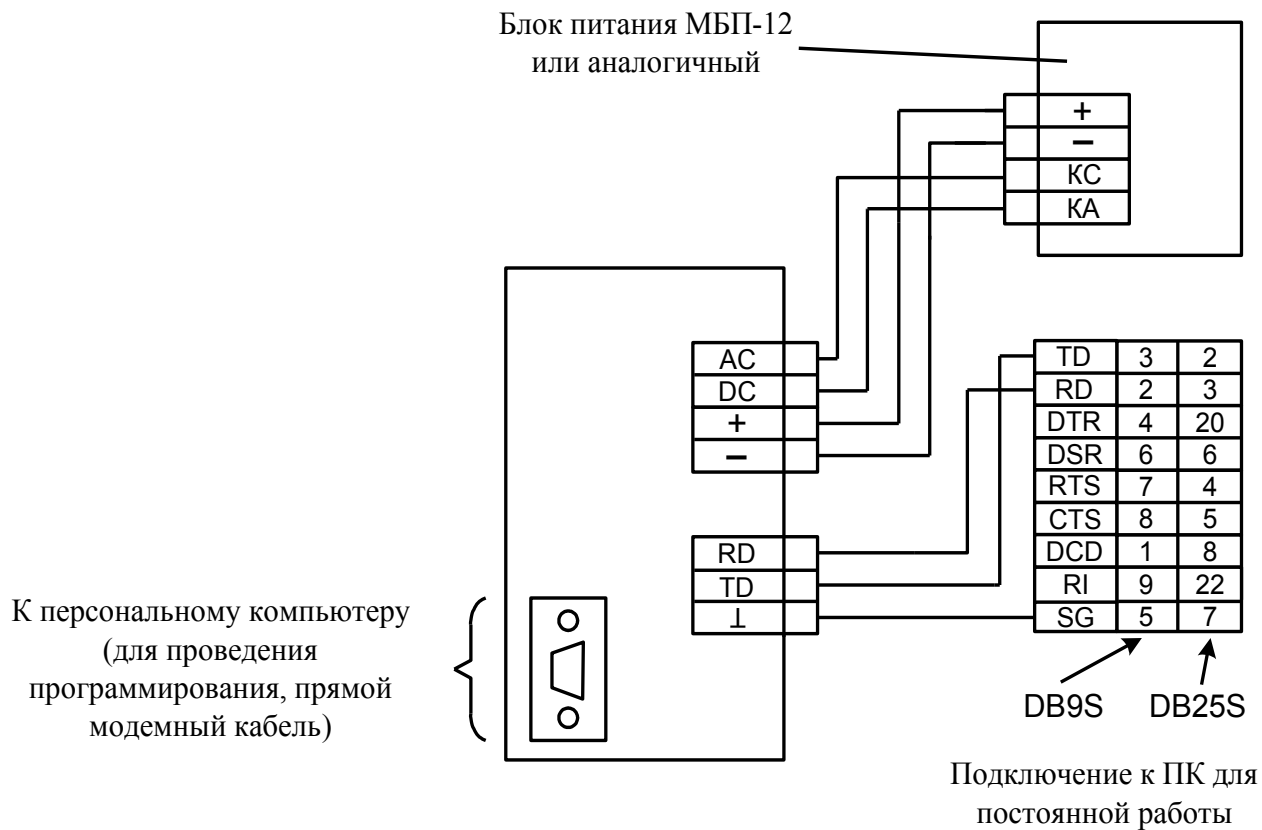 Блок питания МБП-12
или аналогичный
+
−
КС
КА
AC
DC
+
−
RD
TD
⊥
TD 3 2
RD 2 3
DTR 4 20
DSR 6 6
RTS 7 4
CTS 8 5
DCD 1 8
RI 9 22
SG 5 7
DB9S DB25S
К персональному компьютеру
(для проведения
программирования, прямой
модемный кабель)
Подключение к ПК для
постоянной работы